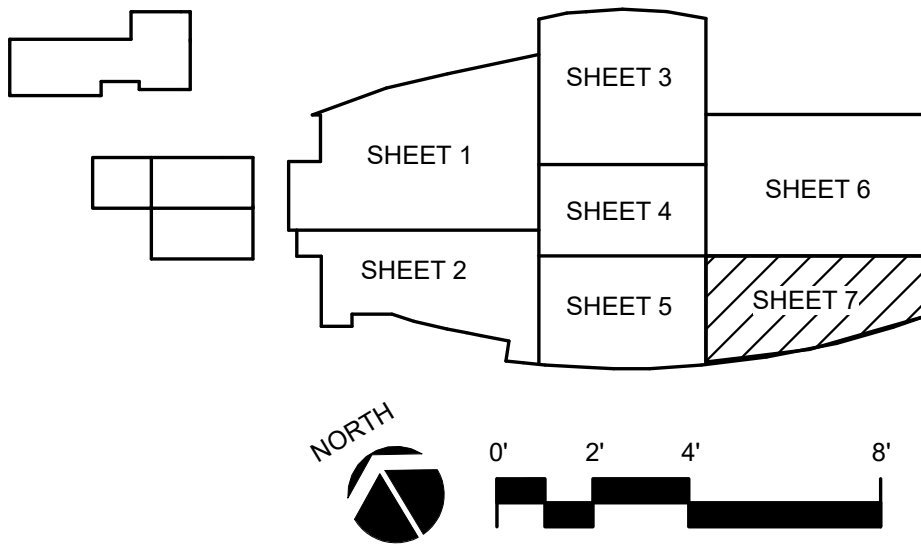 SHEET 3
SHEET 1
SHEET 6
SHEET 4
SHEET 2
SHEET 5
SHEET 7
NORTH
0' 2' 4' 8'